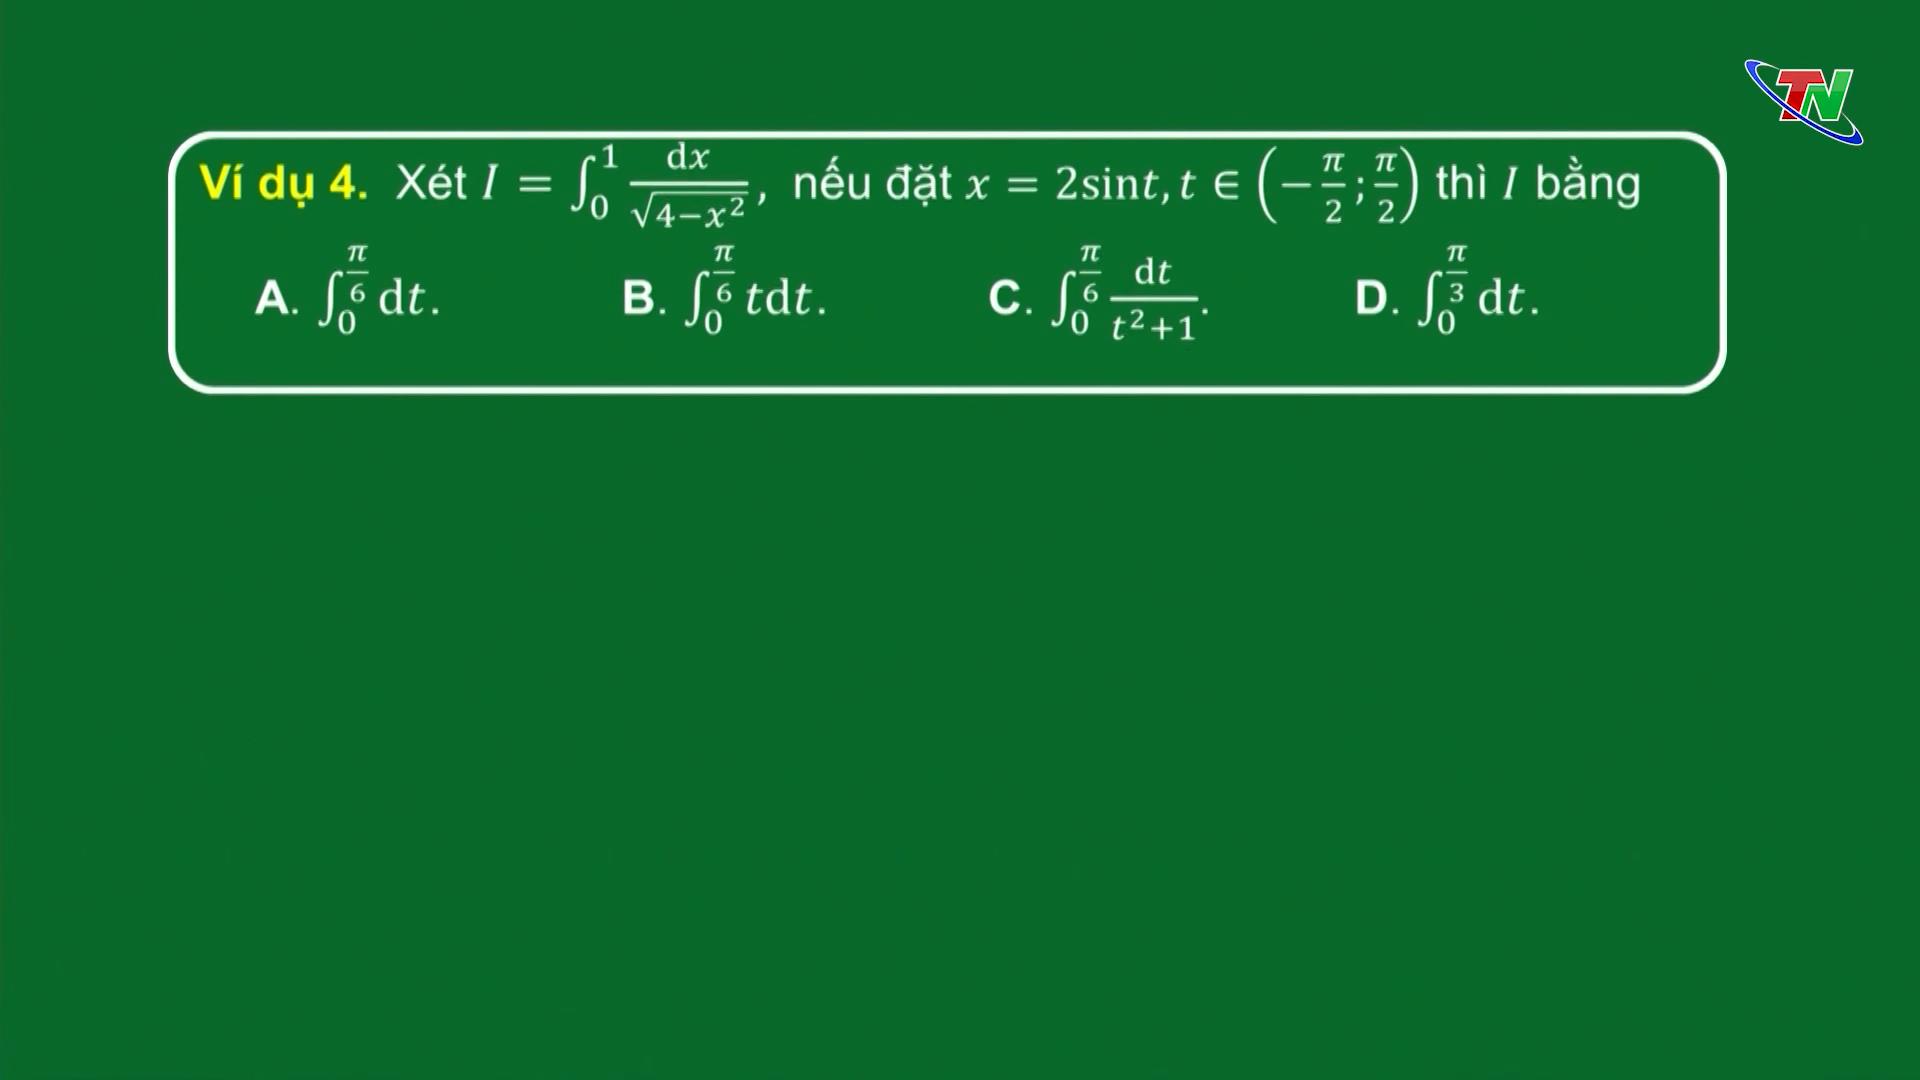 TN
Ví dụ 4. Xét I = ∫₀¹ dx/√(4−x²), nếu đặt x = 2sint, t ∈ (−π/2; π/2) thì I bằng
A. ∫₀^(π/6) dt. B. ∫₀^(π/6) tdt. C. ∫₀^(π/6) dt/(t²+1). D. ∫₀^(π/3) dt.